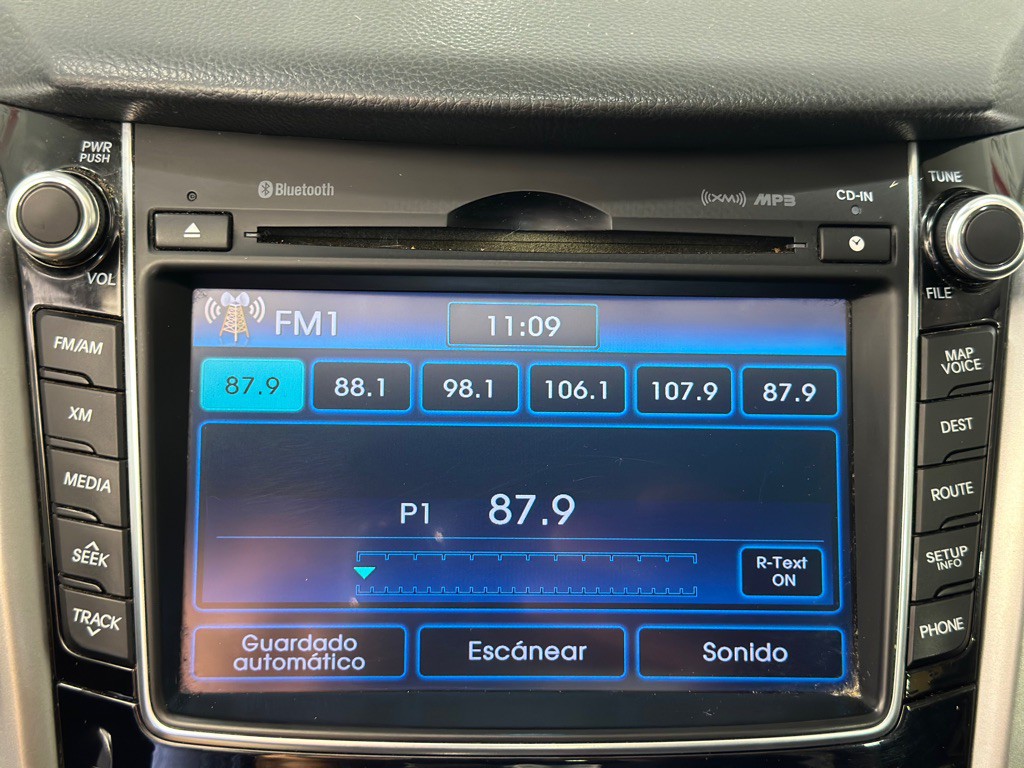 PWR
PUSH
Bluetooth
((XM)) MP3
CD-IN
TUNE
VOL
FILE
FM1
11:09
87.9 88.1 98.1 106.1 107.9 87.9
P1 87.9
R-Text
ON
Guardado
automático
Escánear
Sonido
FM/AM
XM
MEDIA
SEEK
TRACK
MAP
VOICE
DEST
ROUTE
SETUP
INFO
PHONE